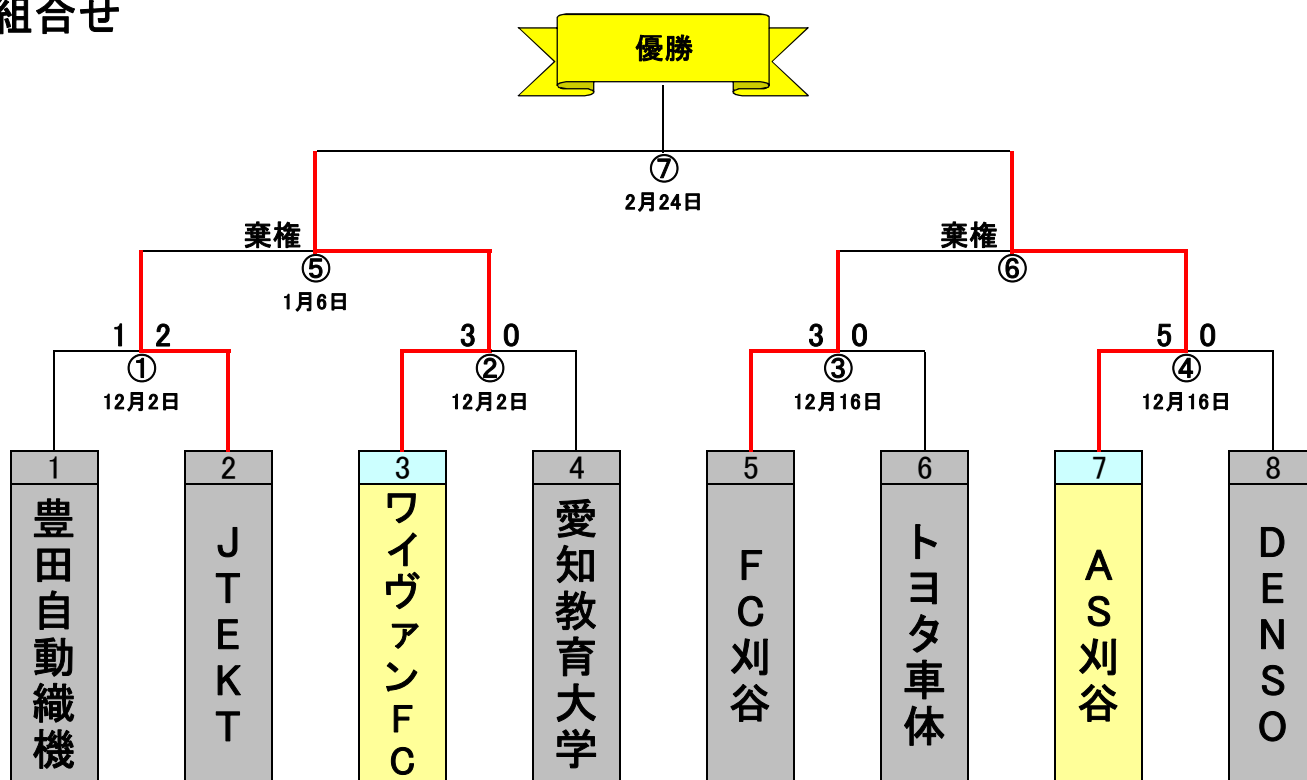 組合せ
優勝
⑦
2月24日
棄権
棄権
⑤
⑥
1月6日
1 2
3 0
3 0
5 0
①
②
③
④
12月2日
12月2日
12月16日
12月16日
1
2
3
4
5
6
7
8
豊田自動織機
JTEKT
ワイヴァンFC
愛知教育大学
FC刈谷
トヨタ車体
AS刈谷
DENSO